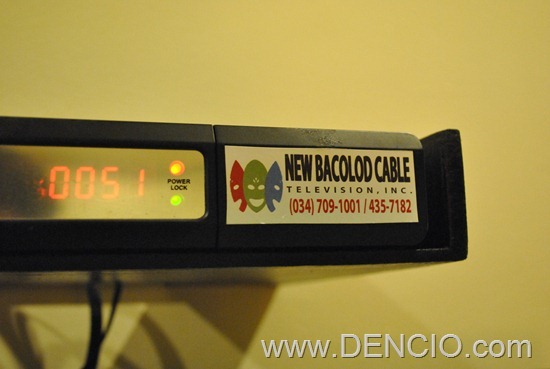 0051
POWER
LOCK
NEW BACOLOD CABLE
TELEVISION, INC.
(034) 709-1001 / 435-7182
www.DENCIO.com